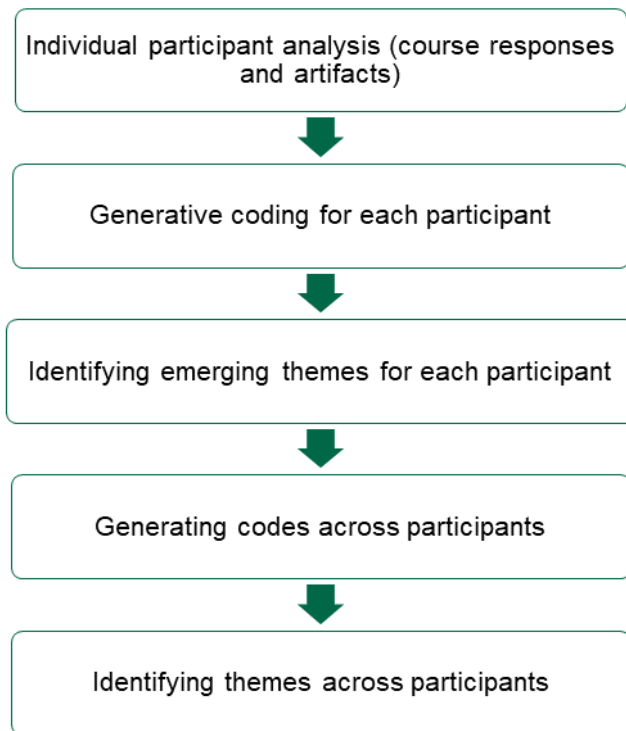 Individual participant analysis (course responses
and artifacts)
Generative coding for each participant
Identifying emerging themes for each participant
Generating codes across participants
Identifying themes across participants